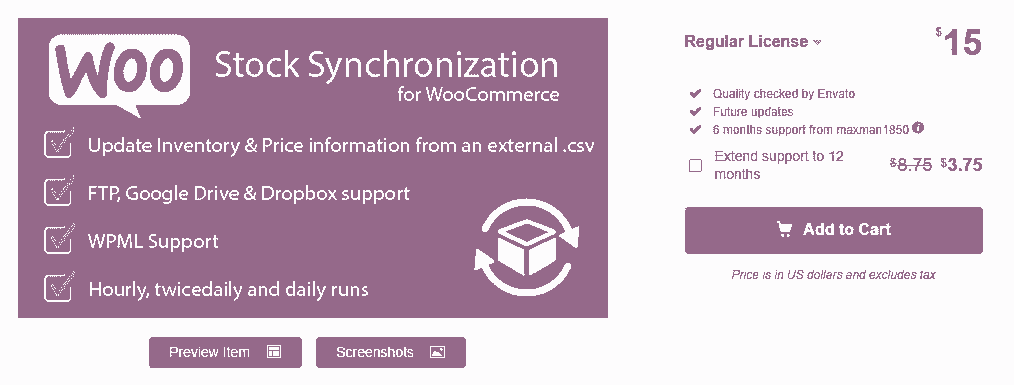 Woo
Stock Synchronization
for WooCommerce
Update Inventory & Price information from an external .csv
FTP, Google Drive & Dropbox support
WPML Support
Hourly, twicedaily and daily runs
Preview Item
Screenshots
Regular License
$15
Quality checked by Envato
Future updates
6 months support from maxman1850
Extend support to 12
months
$8.75 $3.75
Add to Cart
Price is in US dollars and excludes tax